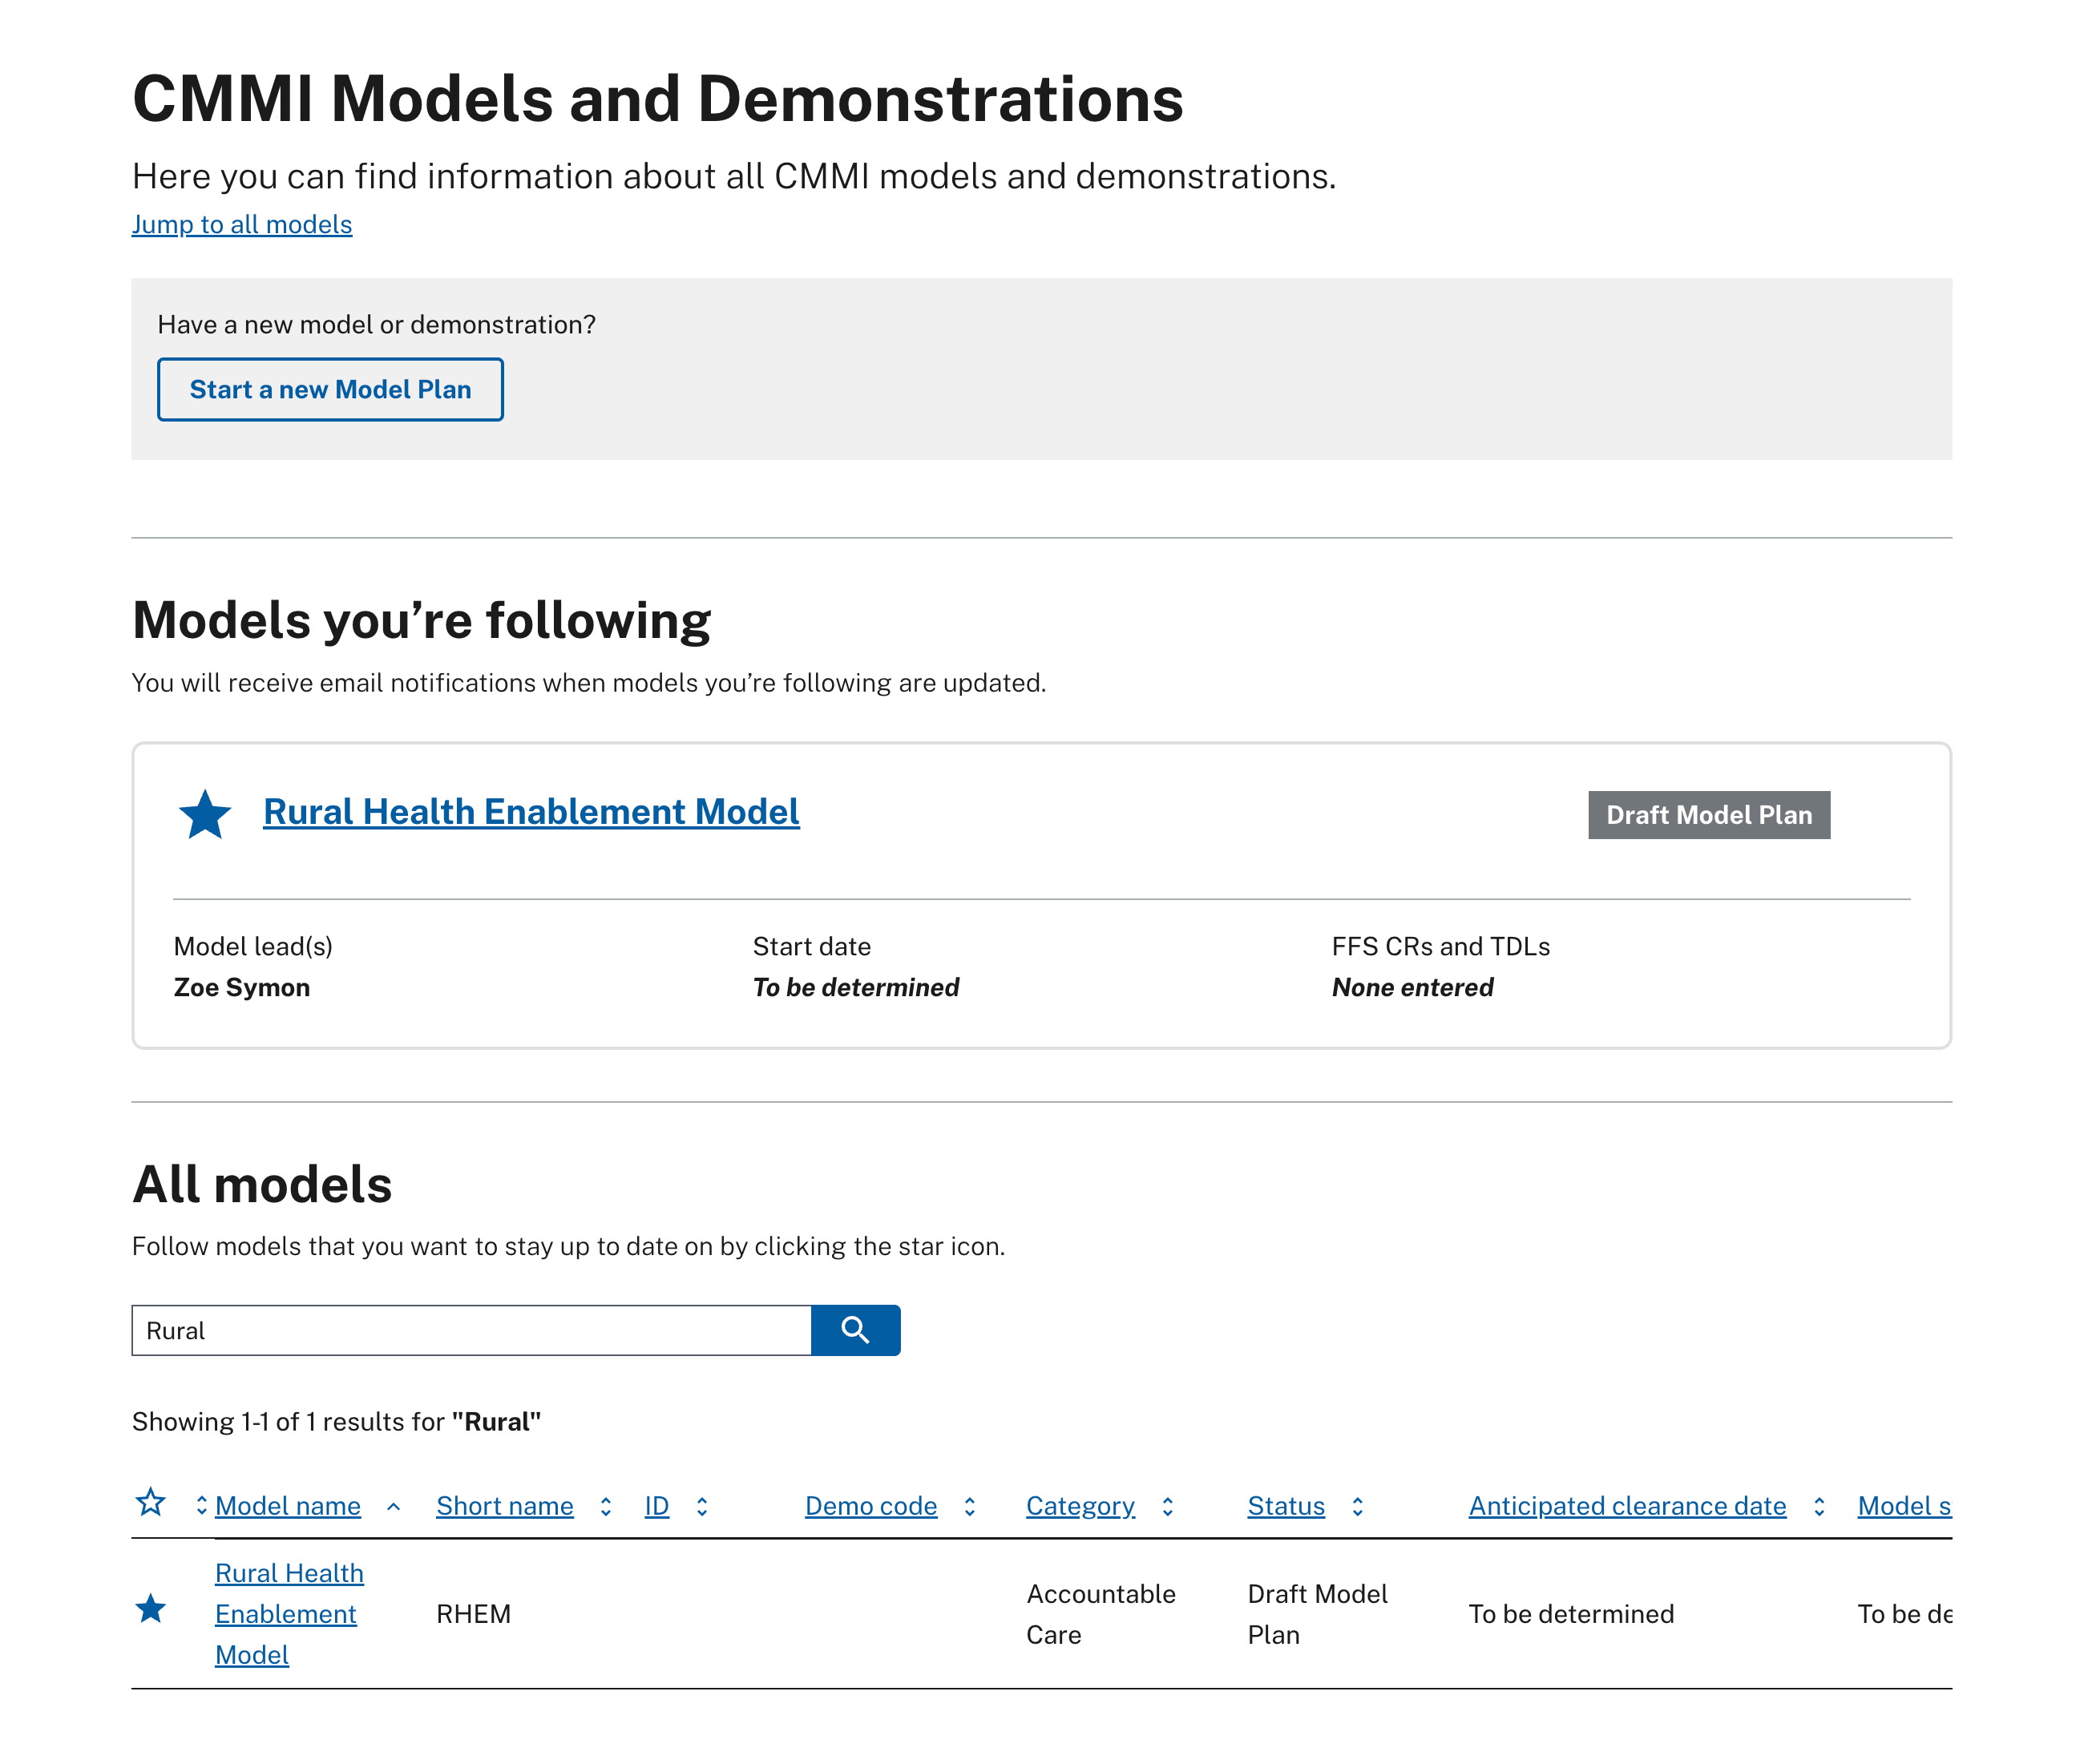 CMMI Models and Demonstrations
Here you can find information about all CMMI models and demonstrations.
Jump to all models
Have a new model or demonstration?
Start a new Model Plan
Models you’re following
You will receive email notifications when models you’re following are updated.
Rural Health Enablement Model
Draft Model Plan
Model lead(s)
Zoe Symon
Start date
To be determined
FFS CRs and TDLs
None entered
All models
Follow models that you want to stay up to date on by clicking the star icon.
Rural
Showing 1-1 of 1 results for "Rural"
Model name Short name ID Demo code Category Status Anticipated clearance date Model s
Rural Health
Enablement
Model
RHEM
Accountable
Care
Draft Model
Plan
To be determined
To be de